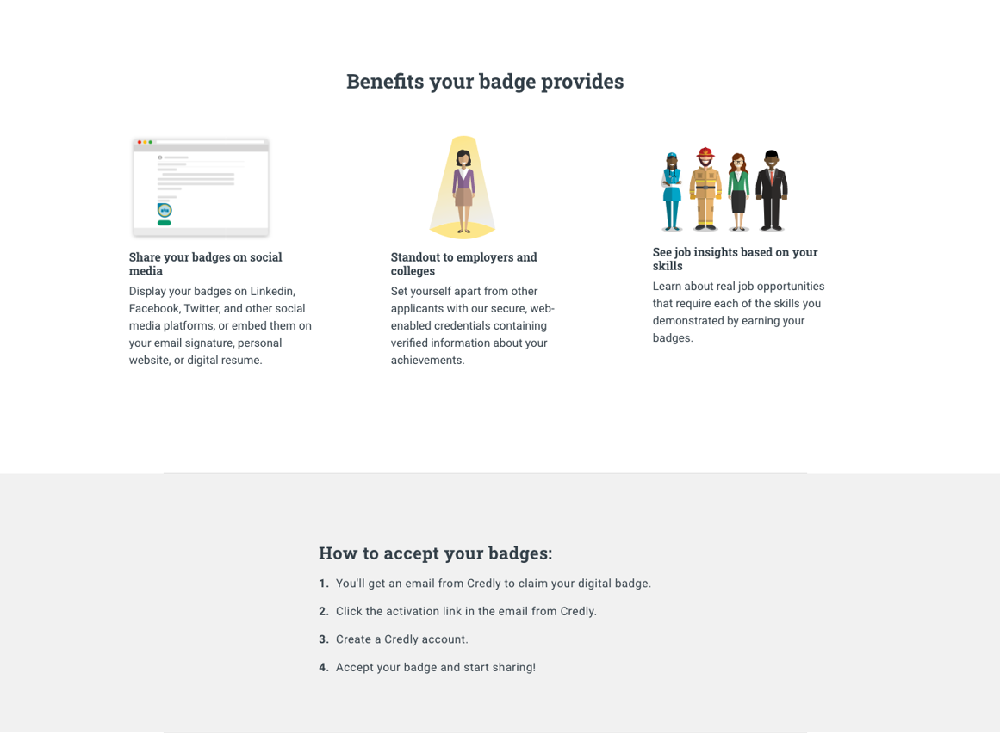 Benefits your badge provides
Share your badges on social
media
Display your badges on Linkedin,
Facebook, Twitter, and other social
media platforms, or embed them on
your email signature, personal
website, or digital resume.
Standout to employers and
colleges
Set yourself apart from other
applicants with our secure, web-
enabled credentials containing
verified information about your
achievements.
See job insights based on your
skills
Learn about real job opportunities
that require each of the skills you
demonstrated by earning your
badges.
How to accept your badges:
1. You'll get an email from Credly to claim your digital badge.
2. Click the activation link in the email from Credly.
3. Create a Credly account.
4. Accept your badge and start sharing!